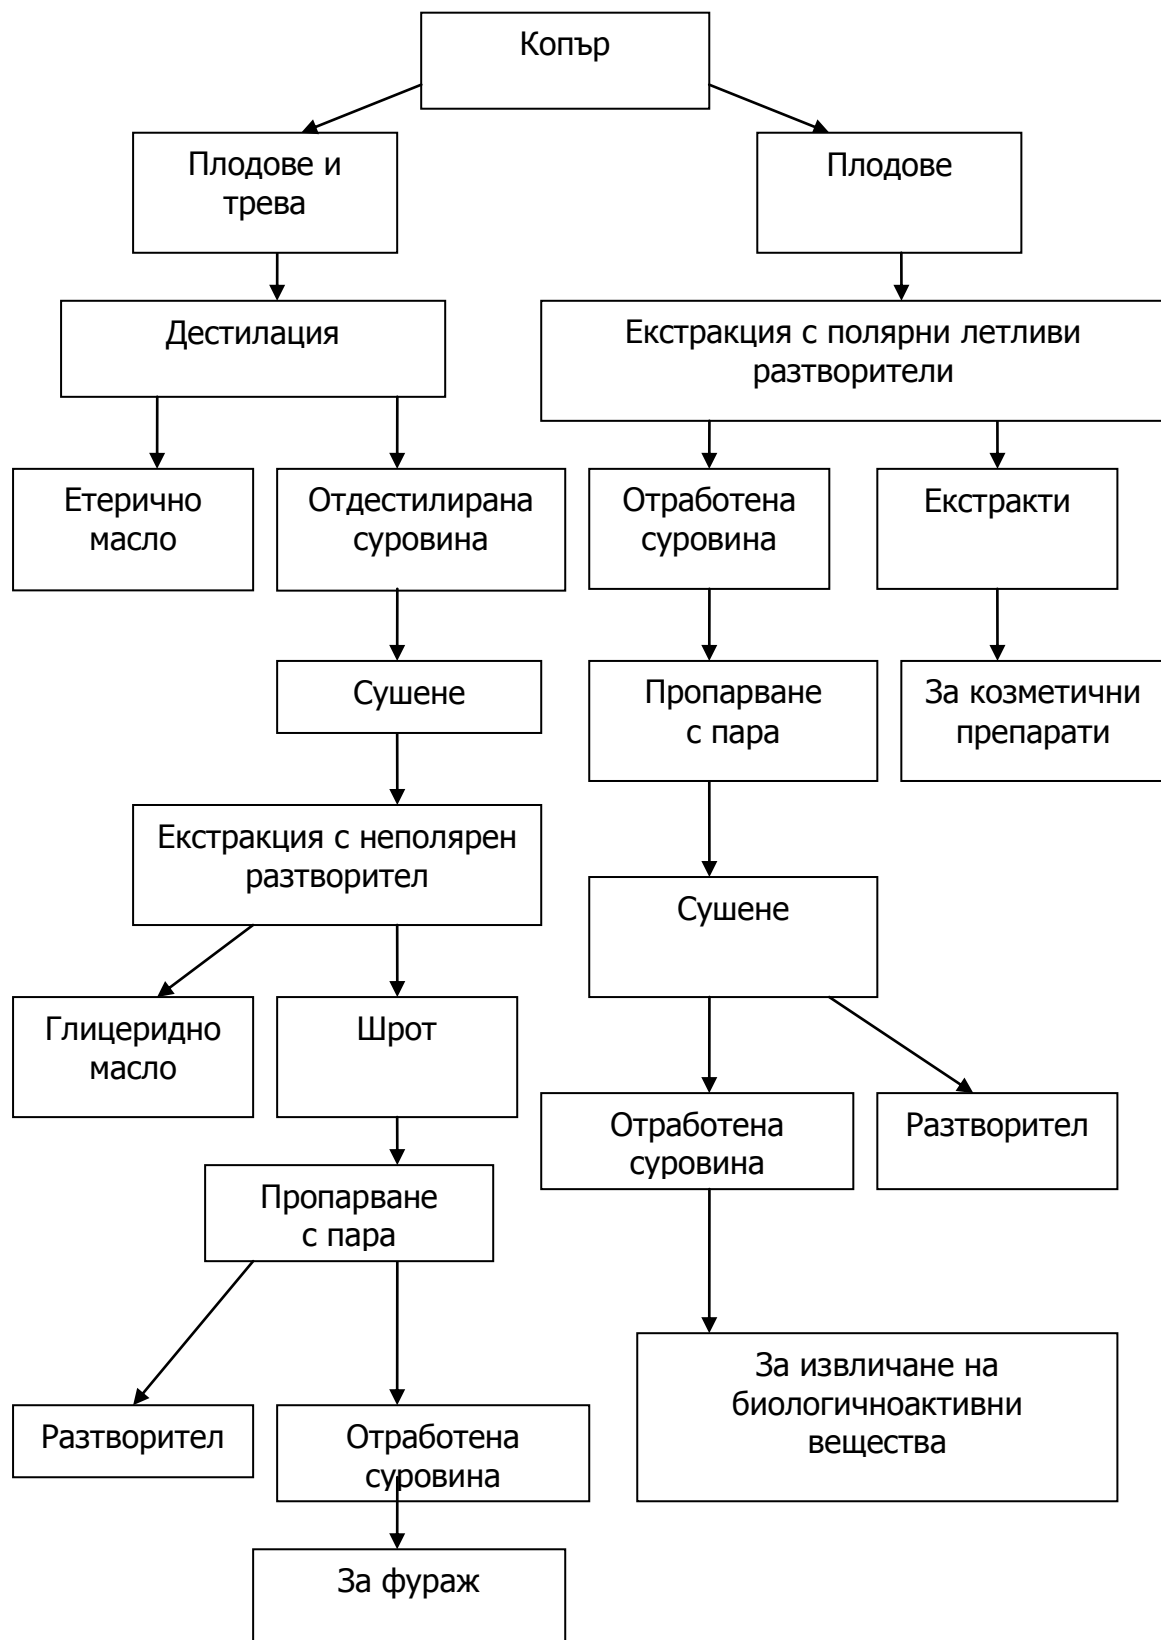 Копър
Плодове и
трева
Плодове
Дестилация
Екстракция с полярни летливи
разтворители
Етерично
масло
Отдестилирана
суровина
Отработена
суровина
Екстракти
Сушене
Пропарване
с пара
За козметични
препарати
Екстракция с неполярен
разтворител
Сушене
Глицеридно
масло
Шрот
Отработена
суровина
Разтворител
Пропарване
с пара
За извличане на
биологичноактивни
вещества
Разтворител
Отработена
суровина
За фураж